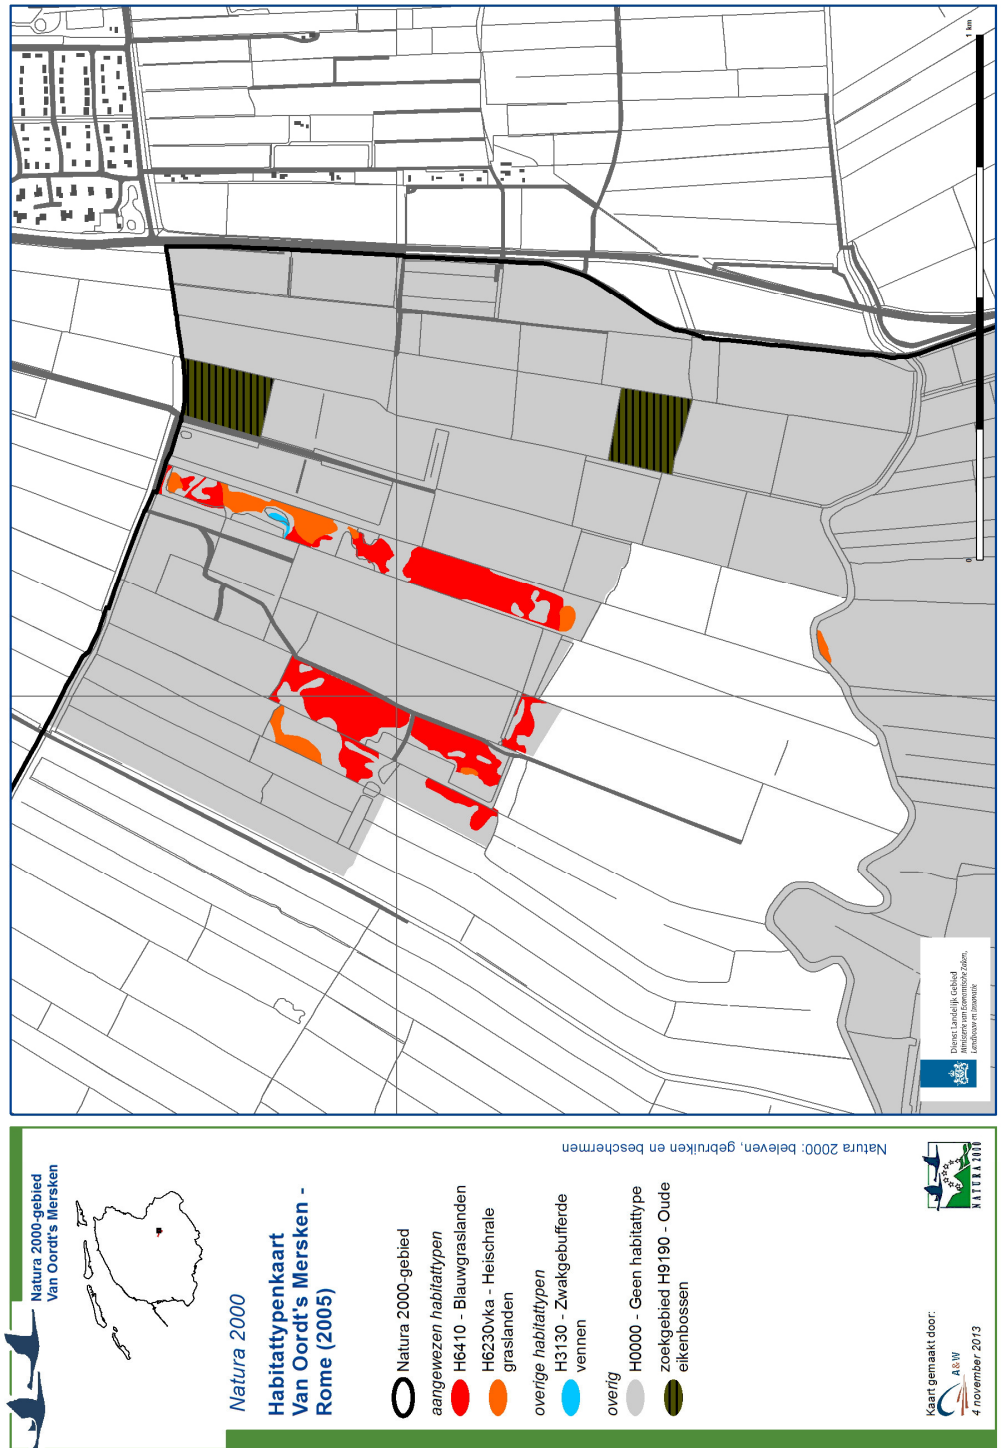 Natura 2000-gebied
Van Oordt's Mersken
Natura 2000
Habitattypenkaart
Van Oordt's Mersken -
Rome (2005)
Natura 2000-gebied
aangewezen habitattypen
H6410 - Blauwgraslanden
H6230vka - Heischrale
graslanden
overige habitattypen
H3130 - Zwakgebufferde
vennen
overig
H0000 - Geen habitattype
zoekgebied H9190 - Oude
eikenbossen
Natura 2000: beleven, gebruiken en beschermen
Kaart gemaakt door:
A&W
4 november 2013
NATURA 2000
Dienst Landelijk Gebied
Ministerie van Economische Zaken,
Landbouw en Innovatie
0
1 km